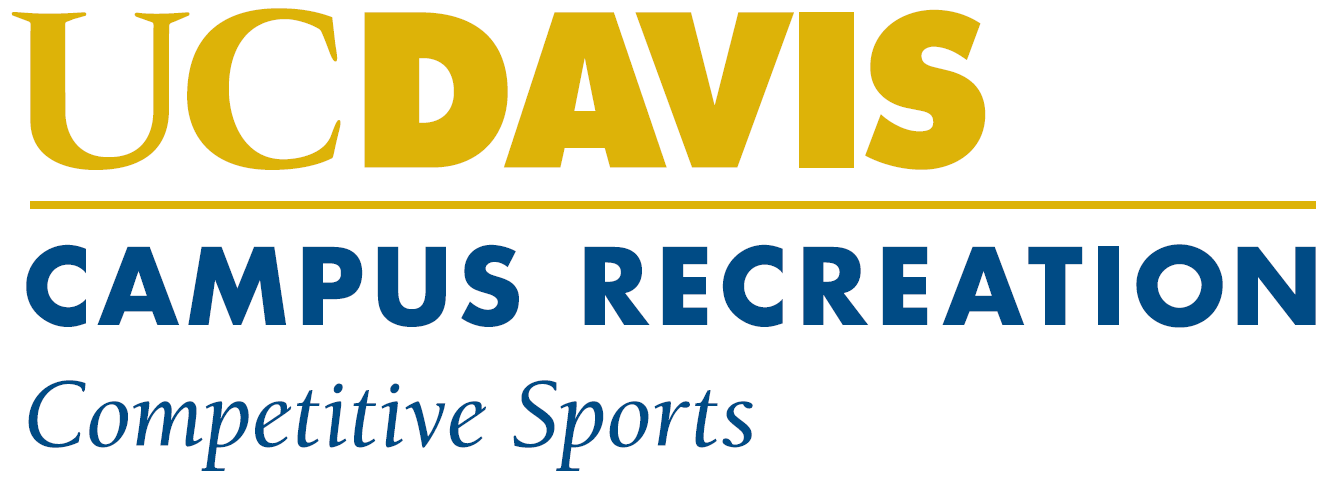 UCDAVIS
CAMPUS RECREATION
Competitive Sports